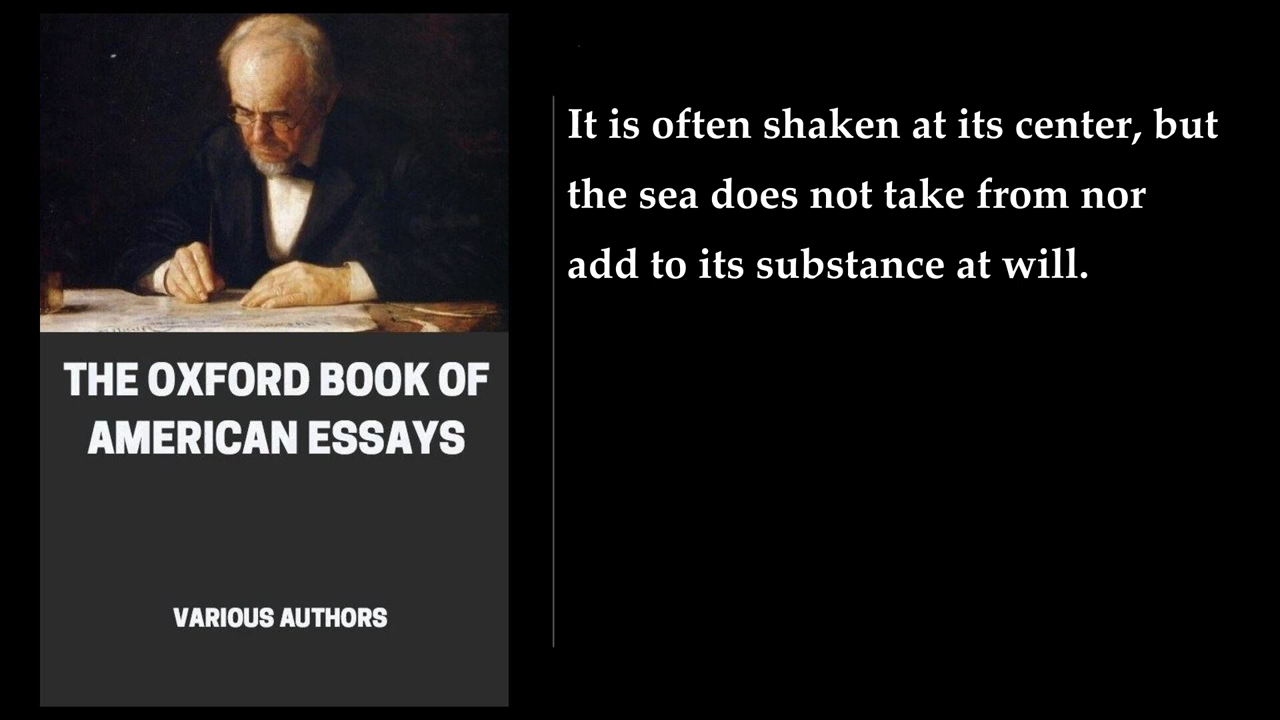 THE OXFORD BOOK OF
AMERICAN ESSAYS
VARIOUS AUTHORS
It is often shaken at its center, but
the sea does not take from nor
add to its substance at will.